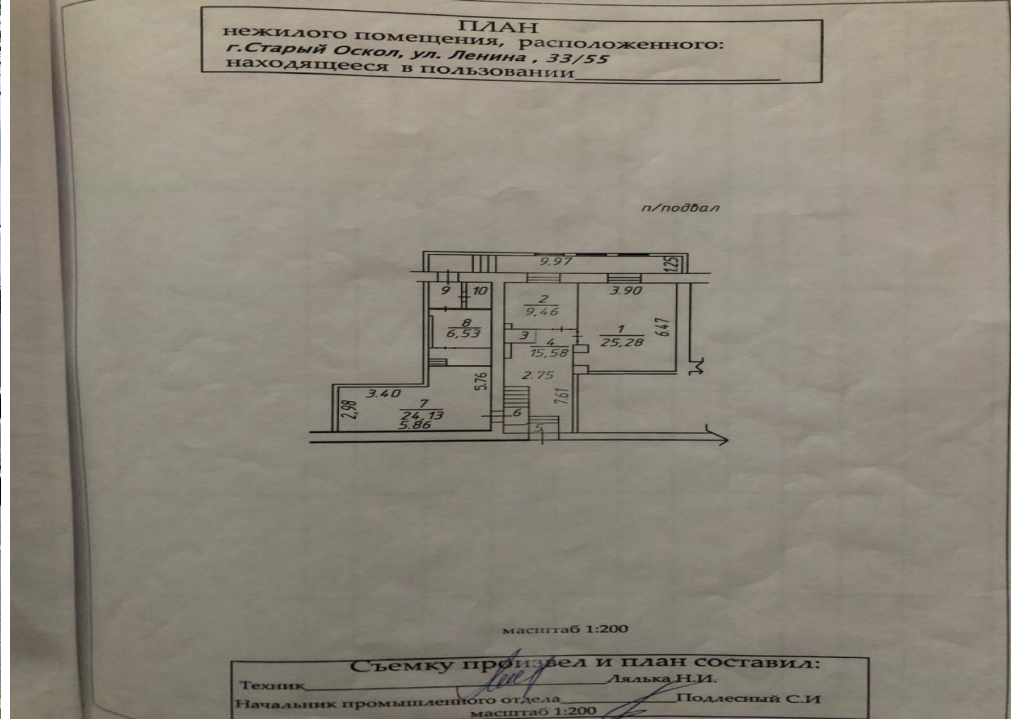 ПЛАН
нежилого помещения, расположенного:
г.Старый Оскол, ул. Ленина , 33/55
находящееся в пользовании
п/подвал
9.97
1.25
9
10
3.90
2
9.46
8
6,53
3
1
25,28
6.47
4
15,58
2.75
5.76
3.40
2,98
7
24,13
5.86
7.61
6
5
масштаб 1:200
Съемку произвел и план составил:
Техник Лялька Н.И.
Начальник промышленного отдела Подлесный С.И
масштаб 1:200